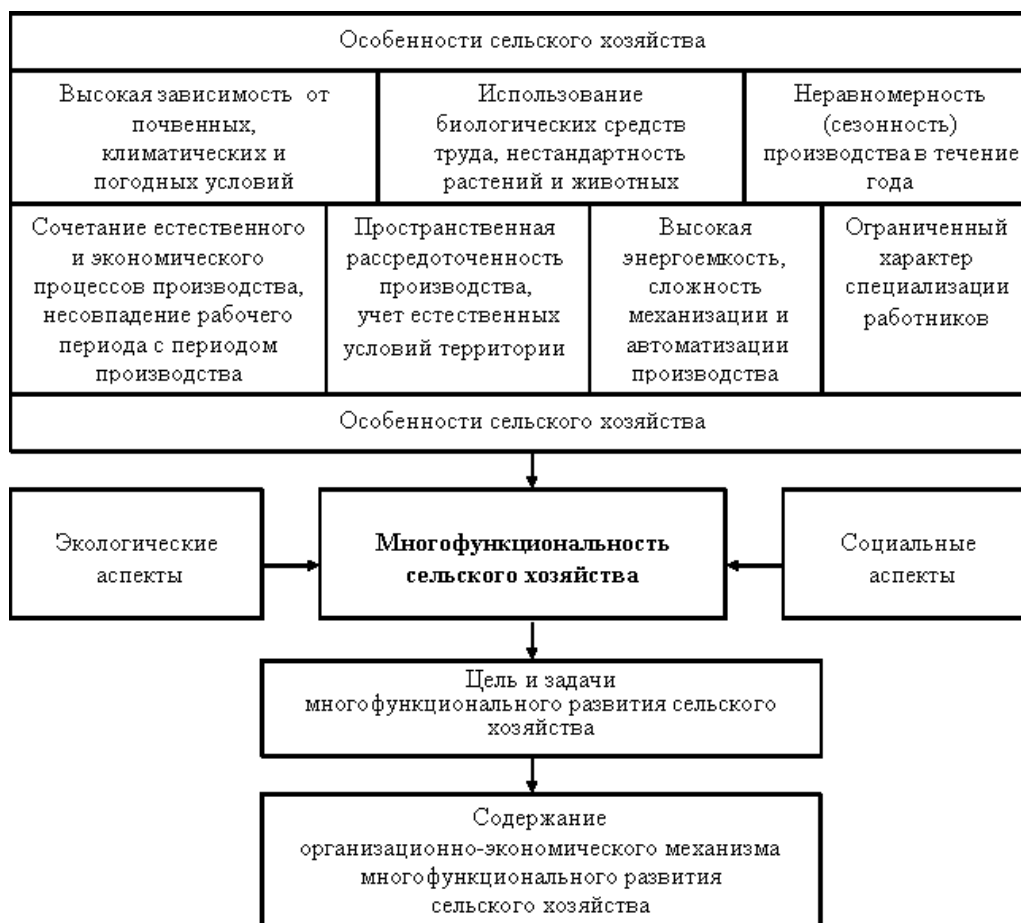 Особенности сельского хозяйства
Высокая зависимость от
почвенных,
климатических и
погодных условий
Использование
биологических средств
труда, нестандартность
растений и животных
Неравномерность
(сезонность)
производства в течение
года
Сочетание естественного
и экономического
процессов производства,
несовпадение рабочего
периода с периодом
производства
Пространственная
рассредоточенность
производства,
учет естественных
условий территории
Высокая
энергоемкость,
сложность
механизации и
автоматизации
производства
Ограниченный
характер
специализации
работников
Особенности сельского хозяйства
Экологические
аспекты
Многофункциональность
сельского хозяйства
Социальные
аспекты
Цель и задачи
многофункционального развития сельского
хозяйства
Содержание
организационно-экономического механизма
многофункционального развития
сельского хозяйства